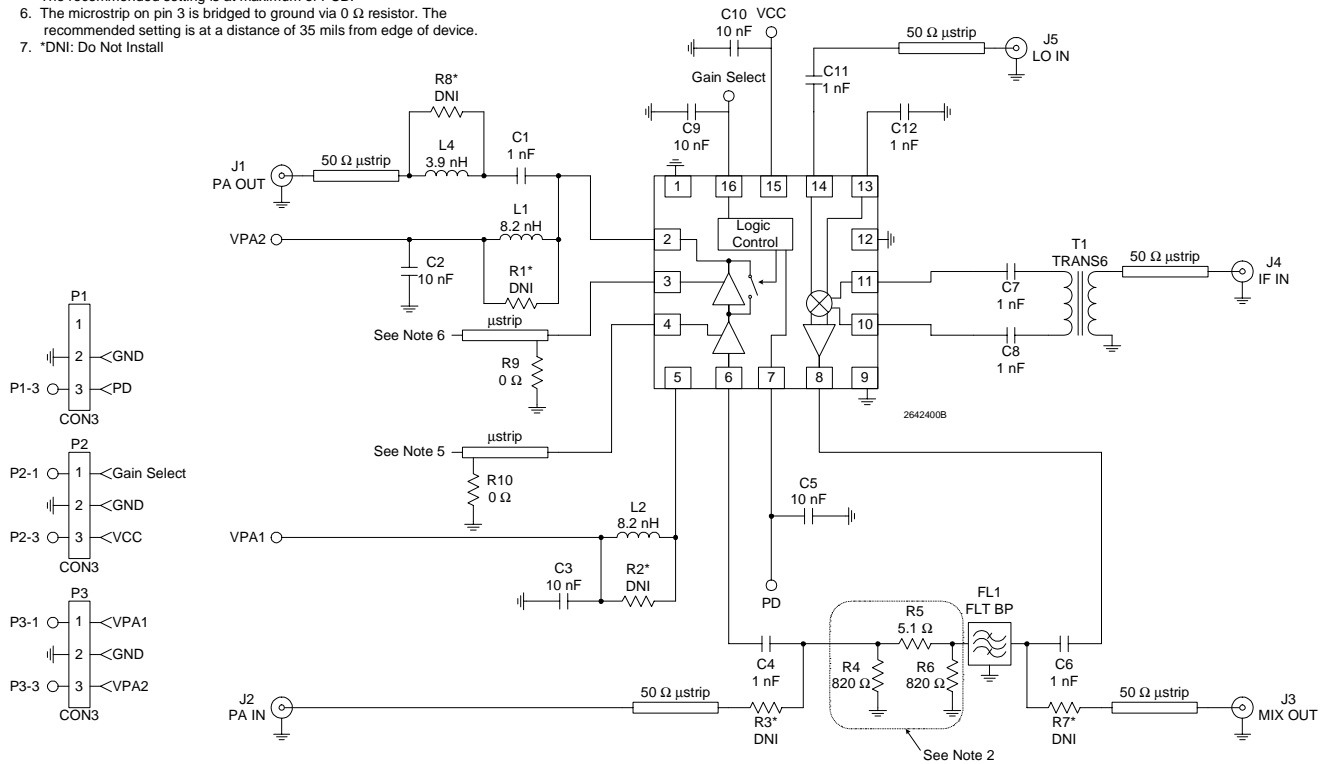 6. The microstrip on pin 3 is bridged to ground via 0 Ω resistor. The
recommended setting is at a distance of 35 mils from edge of device.
7. *DNI: Do Not Install
C10
10 nF
VCC
Gain Select
C9
10 nF
C11
1 nF
50 Ω µstrip
J5
LO IN
C12
1 nF
R8*
DNI
L4
3.9 nH
C1
1 nF
J1
PA OUT
50 Ω µstrip
L1
8.2 nH
VPA2
C2
10 nF
R1*
DNI
1
16
15
14
13
2
Logic
Control
12
3
11
4
10
5
6
7
8
9
2642400B
T1
TRANS6
C7
1 nF
C8
1 nF
50 Ω µstrip
J4
IF IN
See Note 6
µstrip
R9
0 Ω
See Note 5
µstrip
R10
0 Ω
P1
1
2
GND
P1-3
3
PD
CON3
P2
P2-1
1
Gain Select
2
GND
P2-3
3
VCC
CON3
P3
P3-1
1
VPA1
2
GND
P3-3
3
VPA2
CON3
VPA1
L2
8.2 nH
C3
10 nF
R2*
DNI
C5
10 nF
PD
C4
1 nF
R5
5.1 Ω
R4
820 Ω
R6
820 Ω
FL1
FLT BP
C6
1 nF
J2
PA IN
50 Ω µstrip
R3*
DNI
R7*
DNI
50 Ω µstrip
J3
MIX OUT
See Note 2